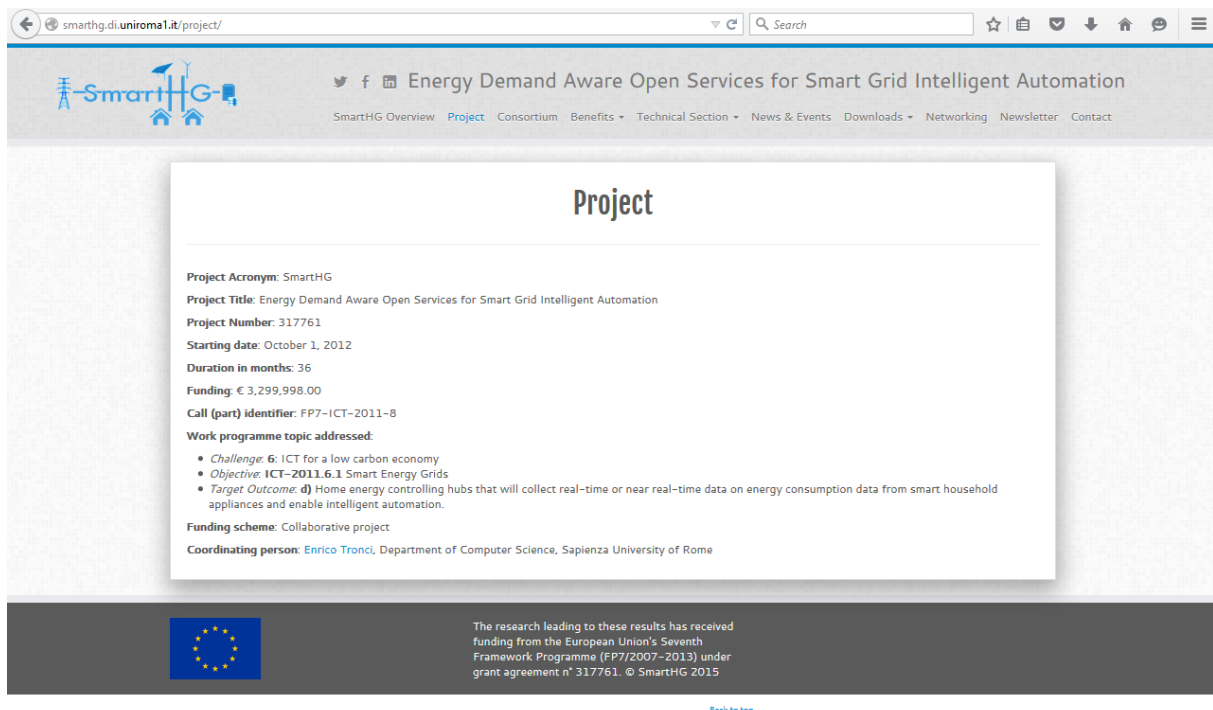 smarthg.di.uniroma1.it/project/
Search
SmartHG
Energy Demand Aware Open Services for Smart Grid Intelligent Automation
SmartHG Overview Project Consortium Benefits Technical Section News & Events Downloads Networking Newsletter Contact
Project
Project Acronym: SmartHG
Project Title: Energy Demand Aware Open Services for Smart Grid Intelligent Automation
Project Number: 317761
Starting date: October 1, 2012
Duration in months: 36
Funding: € 3,299,998.00
Call (part) identifier: FP7-ICT-2011-8
Work programme topic addressed:
• Challenge: 6: ICT for a low carbon economy
• Objective: ICT-2011.6.1 Smart Energy Grids
• Target Outcome: d) Home energy controlling hubs that will collect real-time or near real-time data on energy consumption data from smart household
appliances and enable intelligent automation.
Funding scheme: Collaborative project
Coordinating person: Enrico Tronci, Department of Computer Science, Sapienza University of Rome
The research leading to these results has received
funding from the European Union's Seventh
Framework Programme (FP7/2007-2013) under
grant agreement n° 317761. © SmartHG 2015
Back to top